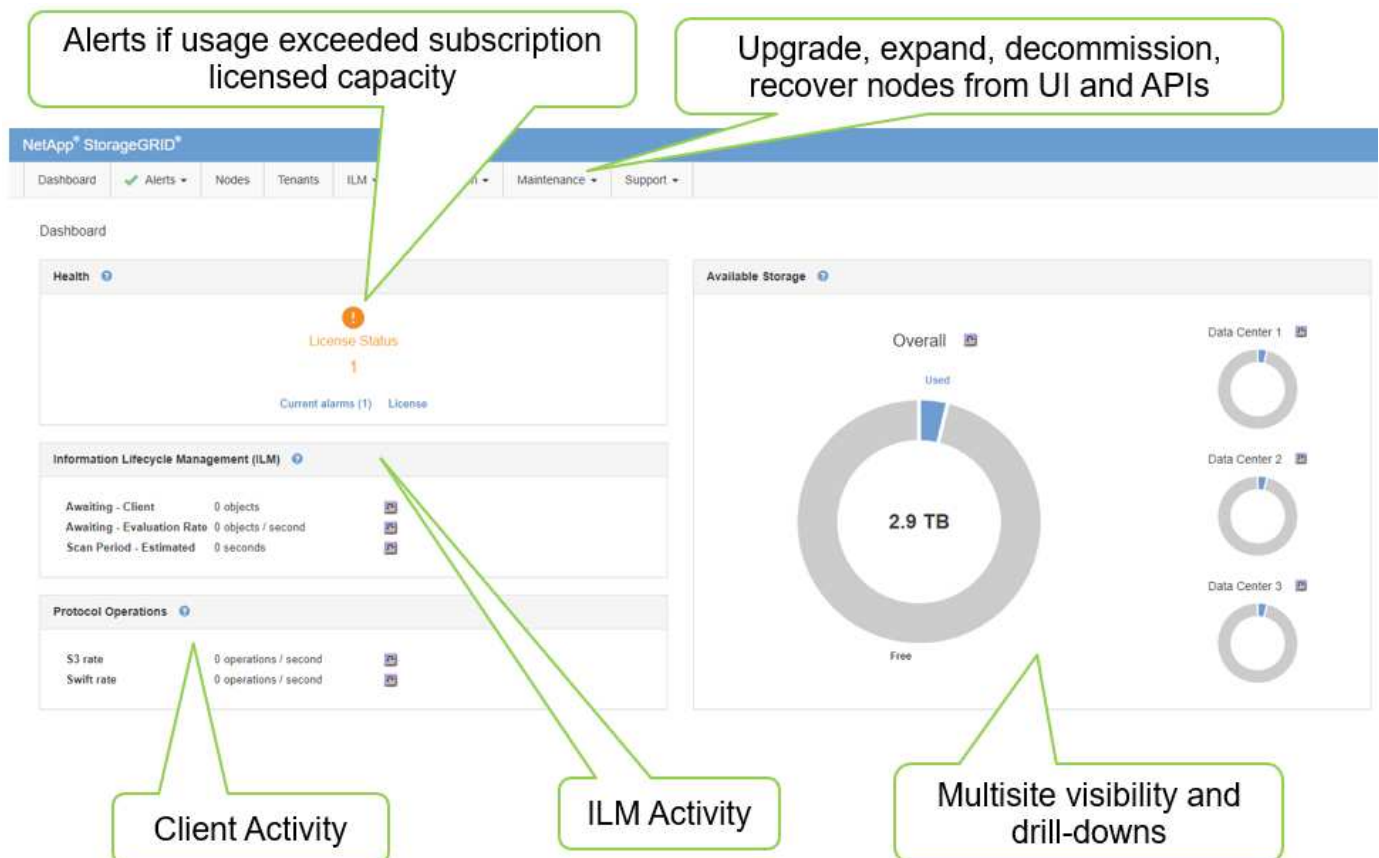 Alerts if usage exceeded subscription
licensed capacity
Upgrade, expand, decommission,
recover nodes from UI and APIs
NetApp® StorageGRID®
Dashboard
Alerts
Nodes
Tenants
ILM
Maintenance
Support
Dashboard
Health
License Status
1
Current alarms (1) License
Information Lifecycle Management (ILM)
Awaiting - Client 0 objects
Awaiting - Evaluation Rate 0 objects / second
Scan Period - Estimated 0 seconds
Protocol Operations
S3 rate 0 operations / second
Swift rate 0 operations / second
Available Storage
Overall
Used
2.9 TB
Free
Data Center 1
Data Center 2
Data Center 3
Client Activity
ILM Activity
Multisite visibility and
drill-downs